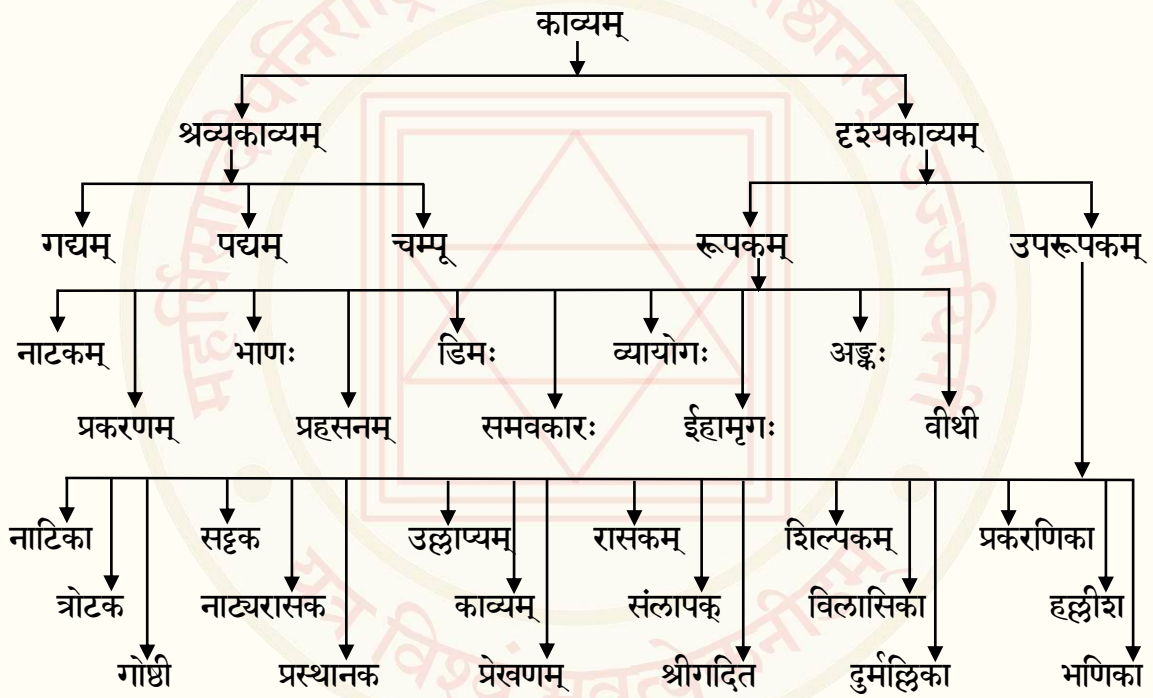 काव्यम्
श्रव्यकाव्यम् दृश्यकाव्यम्
गद्यम् पद्यम् चम्पू रूपकम् उपरूपकम्
नाटकम् भाणः डिमः व्यायोगः अङ्कः
प्रकरणम् प्रहसनम् समवकारः ईहामृगः वीथी
नाटिका सट्टक उल्लाप्यम् रासकम् शिल्पकम् प्रकरणिका
त्रोटक नाट्यरासक काव्यम् संलापक् विलासिका हल्लीश
गोष्ठी प्रस्थानक प्रेखणम् श्रीगदित दुर्मल्लिका भणिका